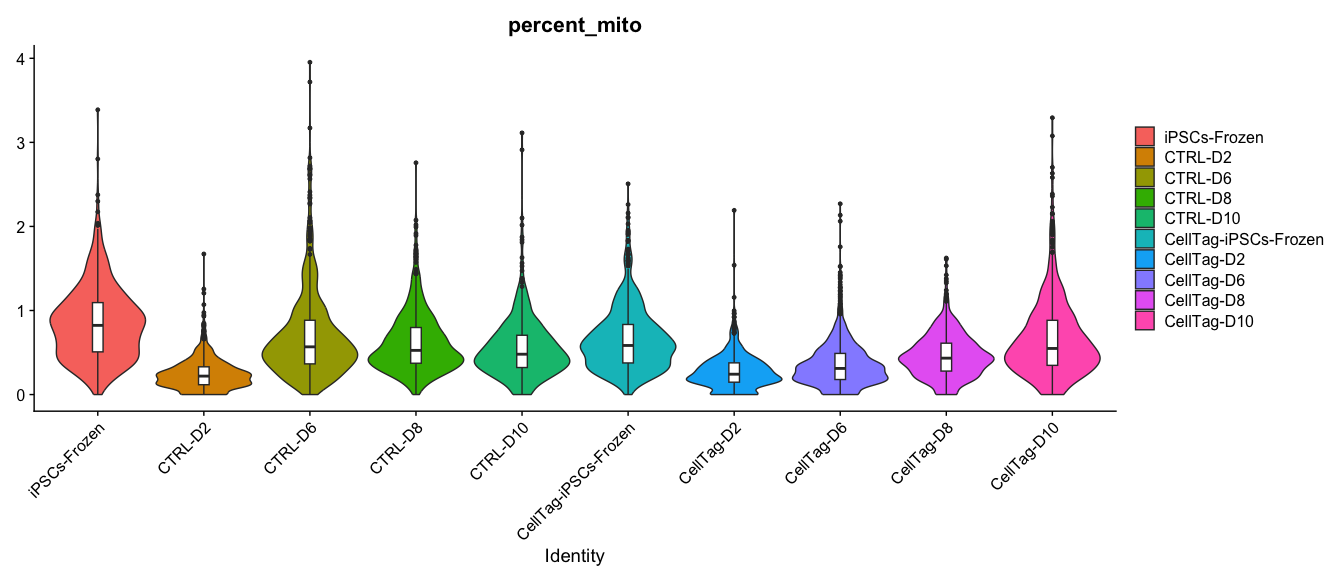 percent_mito
4
3
2
1
0
iPSCs-Frozen
CTRL-D2
CTRL-D6
CTRL-D8
CTRL-D10
CellTag-iPSCs-Frozen
CellTag-D2
CellTag-D6
CellTag-D8
CellTag-D10
Identity
iPSCs-Frozen
CTRL-D2
CTRL-D6
CTRL-D8
CTRL-D10
CellTag-iPSCs-Frozen
CellTag-D2
CellTag-D6
CellTag-D8
CellTag-D10